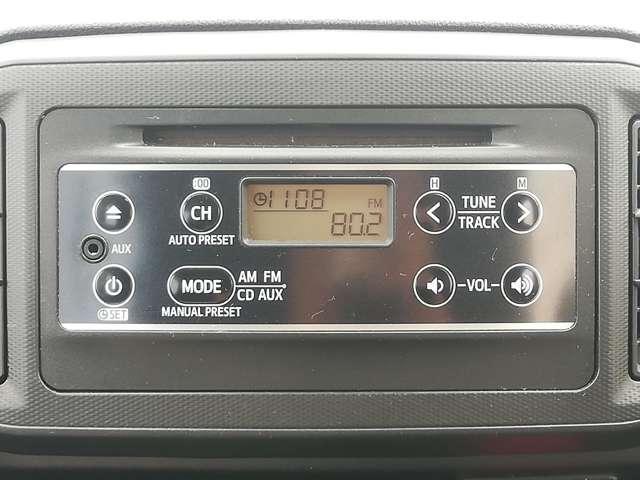 :00
H
M
CH
AUTO PRESET
1108
FM
80.2
TUNE
TRACK
AUX
MODE
AM FM
CD AUX
MANUAL PRESET
-VOL-
SET